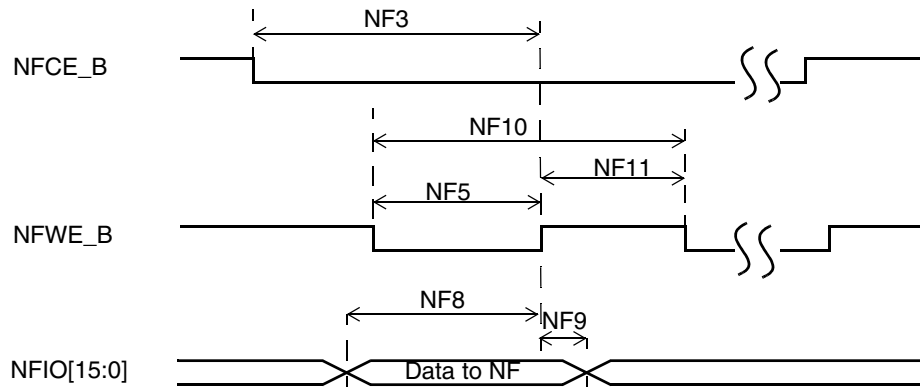 NF3
NFCE_B
NF10
NF11
NF5
NFWE_B
NF8
NF9
NFIO[15:0]
Data to NF